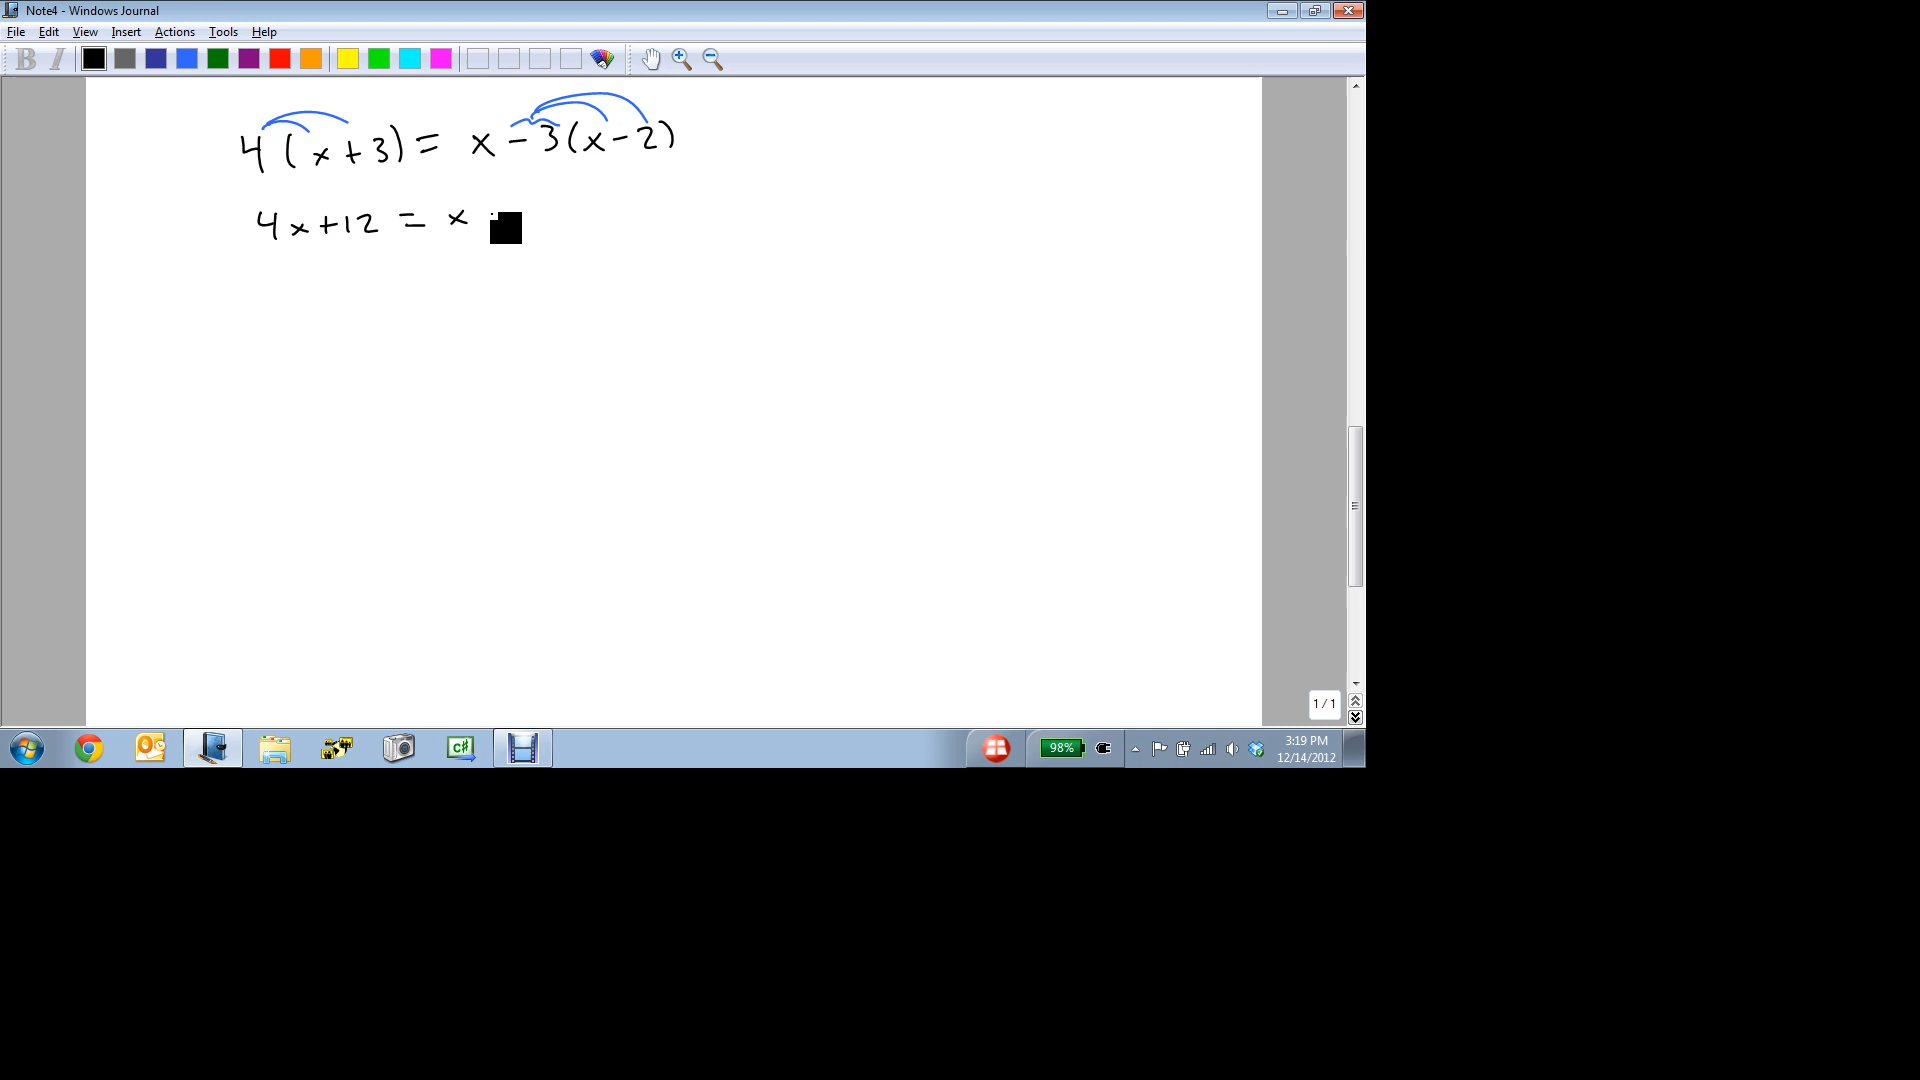 Note4 - Windows Journal
File Edit View Insert Actions Tools Help
B I
4(x+3) = x-3(x-2)
4x+12 = x
1 / 1
C#
98%
3:19 PM
12/14/2012